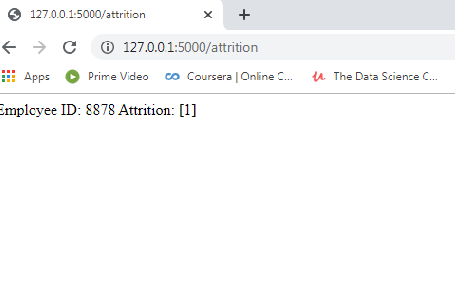 127.0.0.1:5000/attrition
127.0.0.1:5000/attrition
Apps Prime Video Coursera | Online C... The Data Science C...
Employee ID: 8878 Attrition: [1]